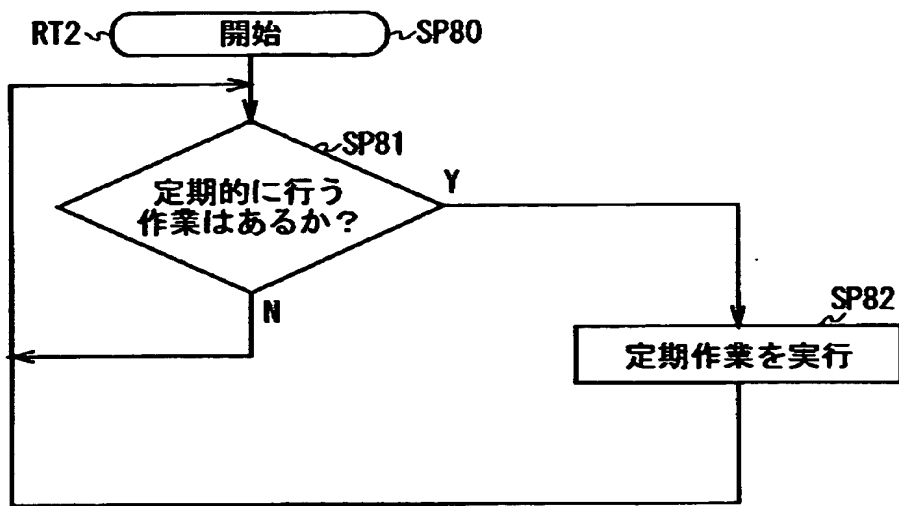 RT2 開始 SP80
SP81
定期的に行う
作業はあるか？
Y
N
SP82
定期作業を実行